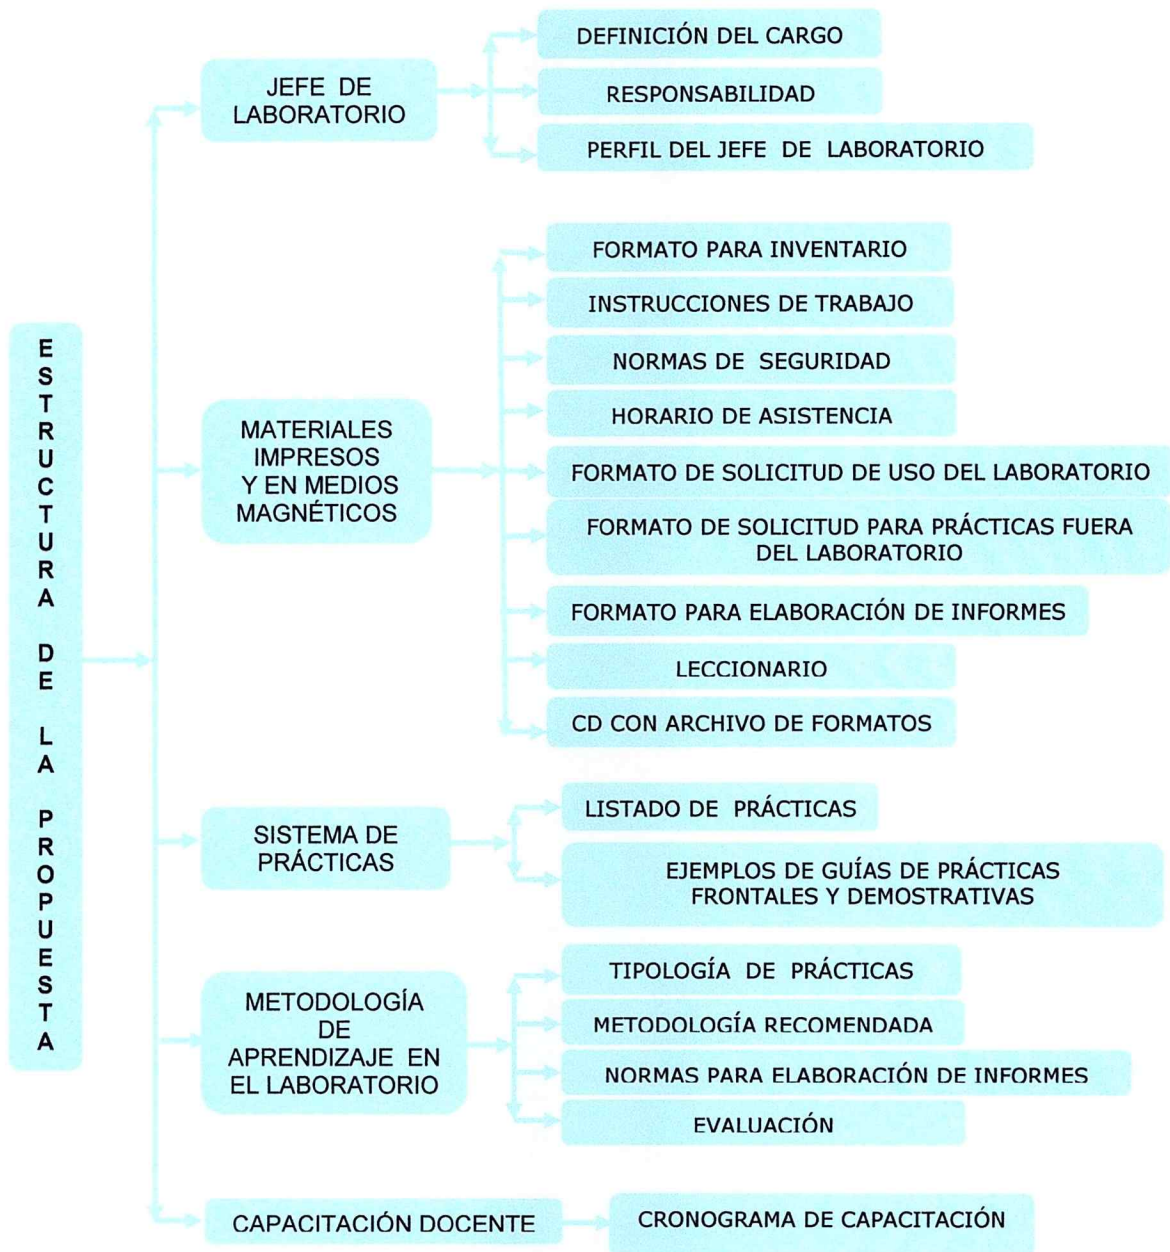 ESTRUCTURA DE LA PROPUESTA
JEFE DE
LABORATORIO
DEFINICIÓN DEL CARGO
RESPONSABILIDAD
PERFIL DEL JEFE DE LABORATORIO
MATERIALES
IMPRESOS
Y EN MEDIOS
MAGNÉTICOS
FORMATO PARA INVENTARIO
INSTRUCCIONES DE TRABAJO
NORMAS DE SEGURIDAD
HORARIO DE ASISTENCIA
FORMATO DE SOLICITUD DE USO DEL LABORATORIO
FORMATO DE SOLICITUD PARA PRÁCTICAS FUERA
DEL LABORATORIO
FORMATO PARA ELABORACIÓN DE INFORMES
LECCIONARIO
CD CON ARCHIVO DE FORMATOS
SISTEMA DE
PRÁCTICAS
LISTADO DE PRÁCTICAS
EJEMPLOS DE GUÍAS DE PRÁCTICAS
FRONTALES Y DEMOSTRATIVAS
METODOLOGÍA
DE
APRENDIZAJE EN
EL LABORATORIO
TIPOLOGÍA DE PRÁCTICAS
METODOLOGÍA RECOMENDADA
NORMAS PARA ELABORACIÓN DE INFORMES
EVALUACIÓN
CAPACITACIÓN DOCENTE
CRONOGRAMA DE CAPACITACIÓN